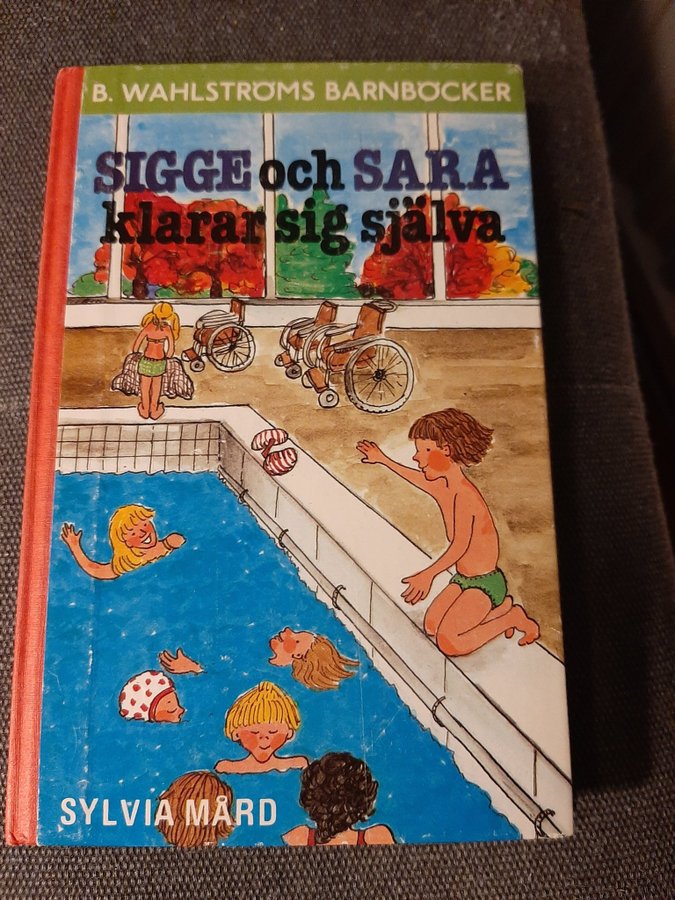 B. WAHLSTRÖMS BARNBÖCKER
SIGGE och SARA
klarar sig själva
SYLVIA MÅRD